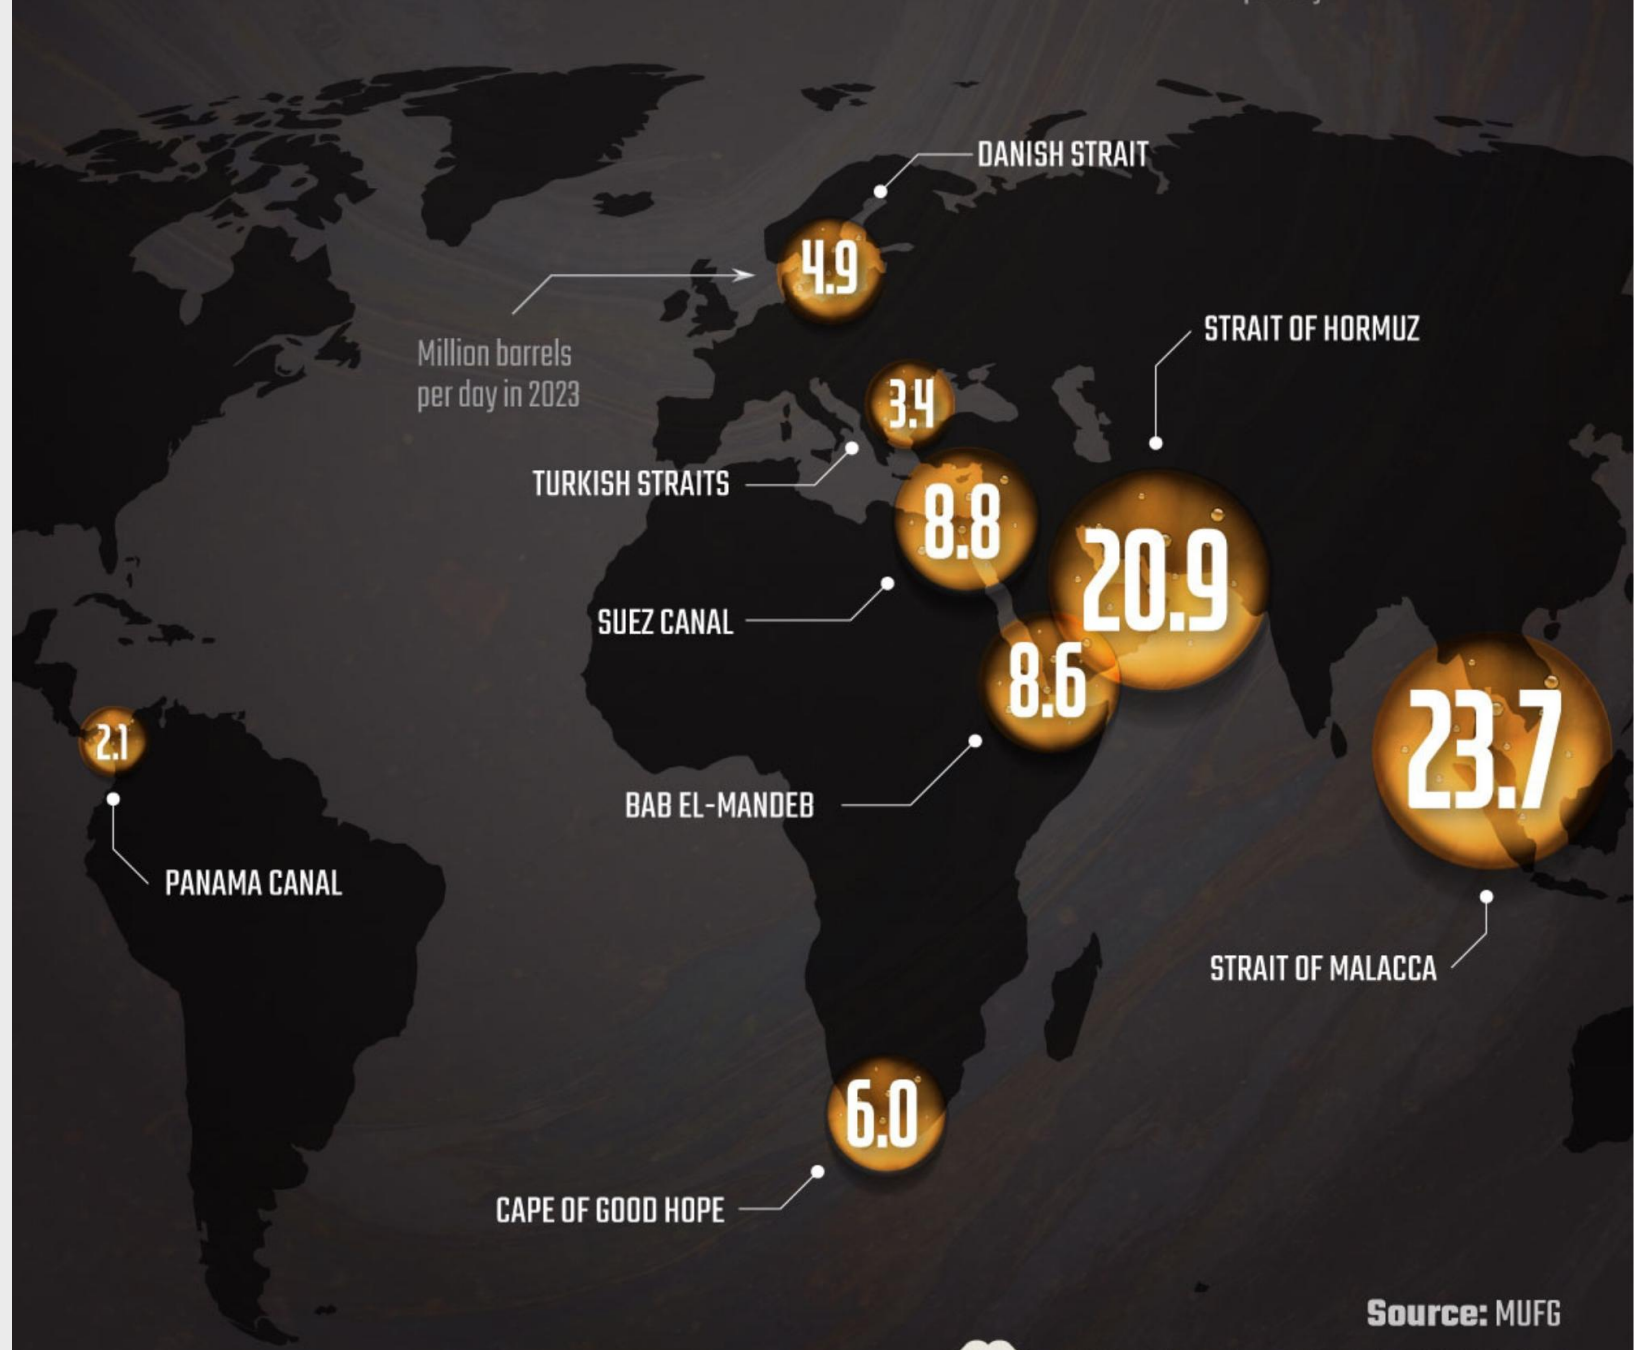 DANISH STRAIT
4.9
STRAIT OF HORMUZ
Million barrels
per day in 2023
3.4
TURKISH STRAITS
8.8
20.9
SUEZ CANAL
8.6
23.7
2.1
BAB EL-MANDEB
PANAMA CANAL
STRAIT OF MALACCA
6.0
CAPE OF GOOD HOPE
Source: MUFG